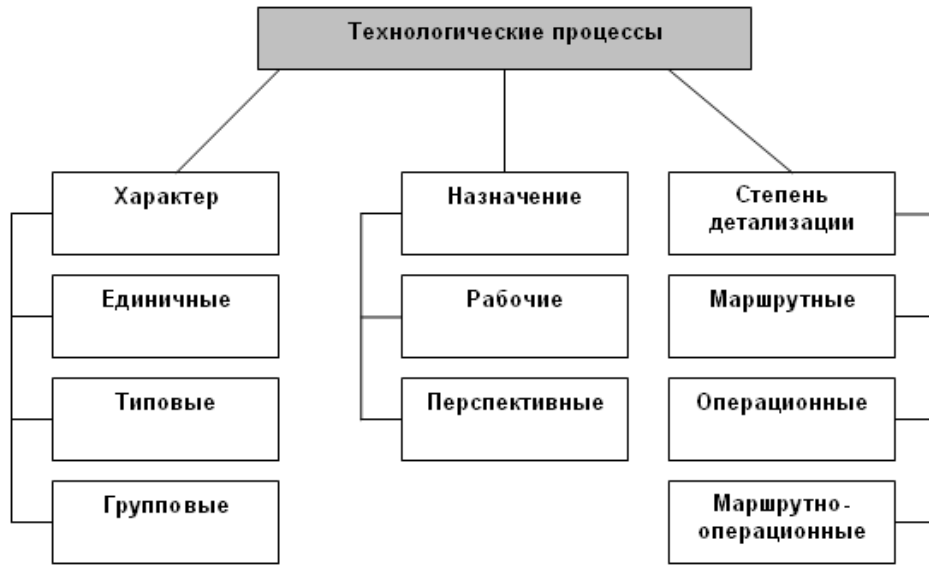 Технологические процессы
Характер
Единичные
Типовые
Групповые
Назначение
Рабочие
Перспективные
Степень
детализации
Маршрутные
Операционные
Маршрутно-
операционные